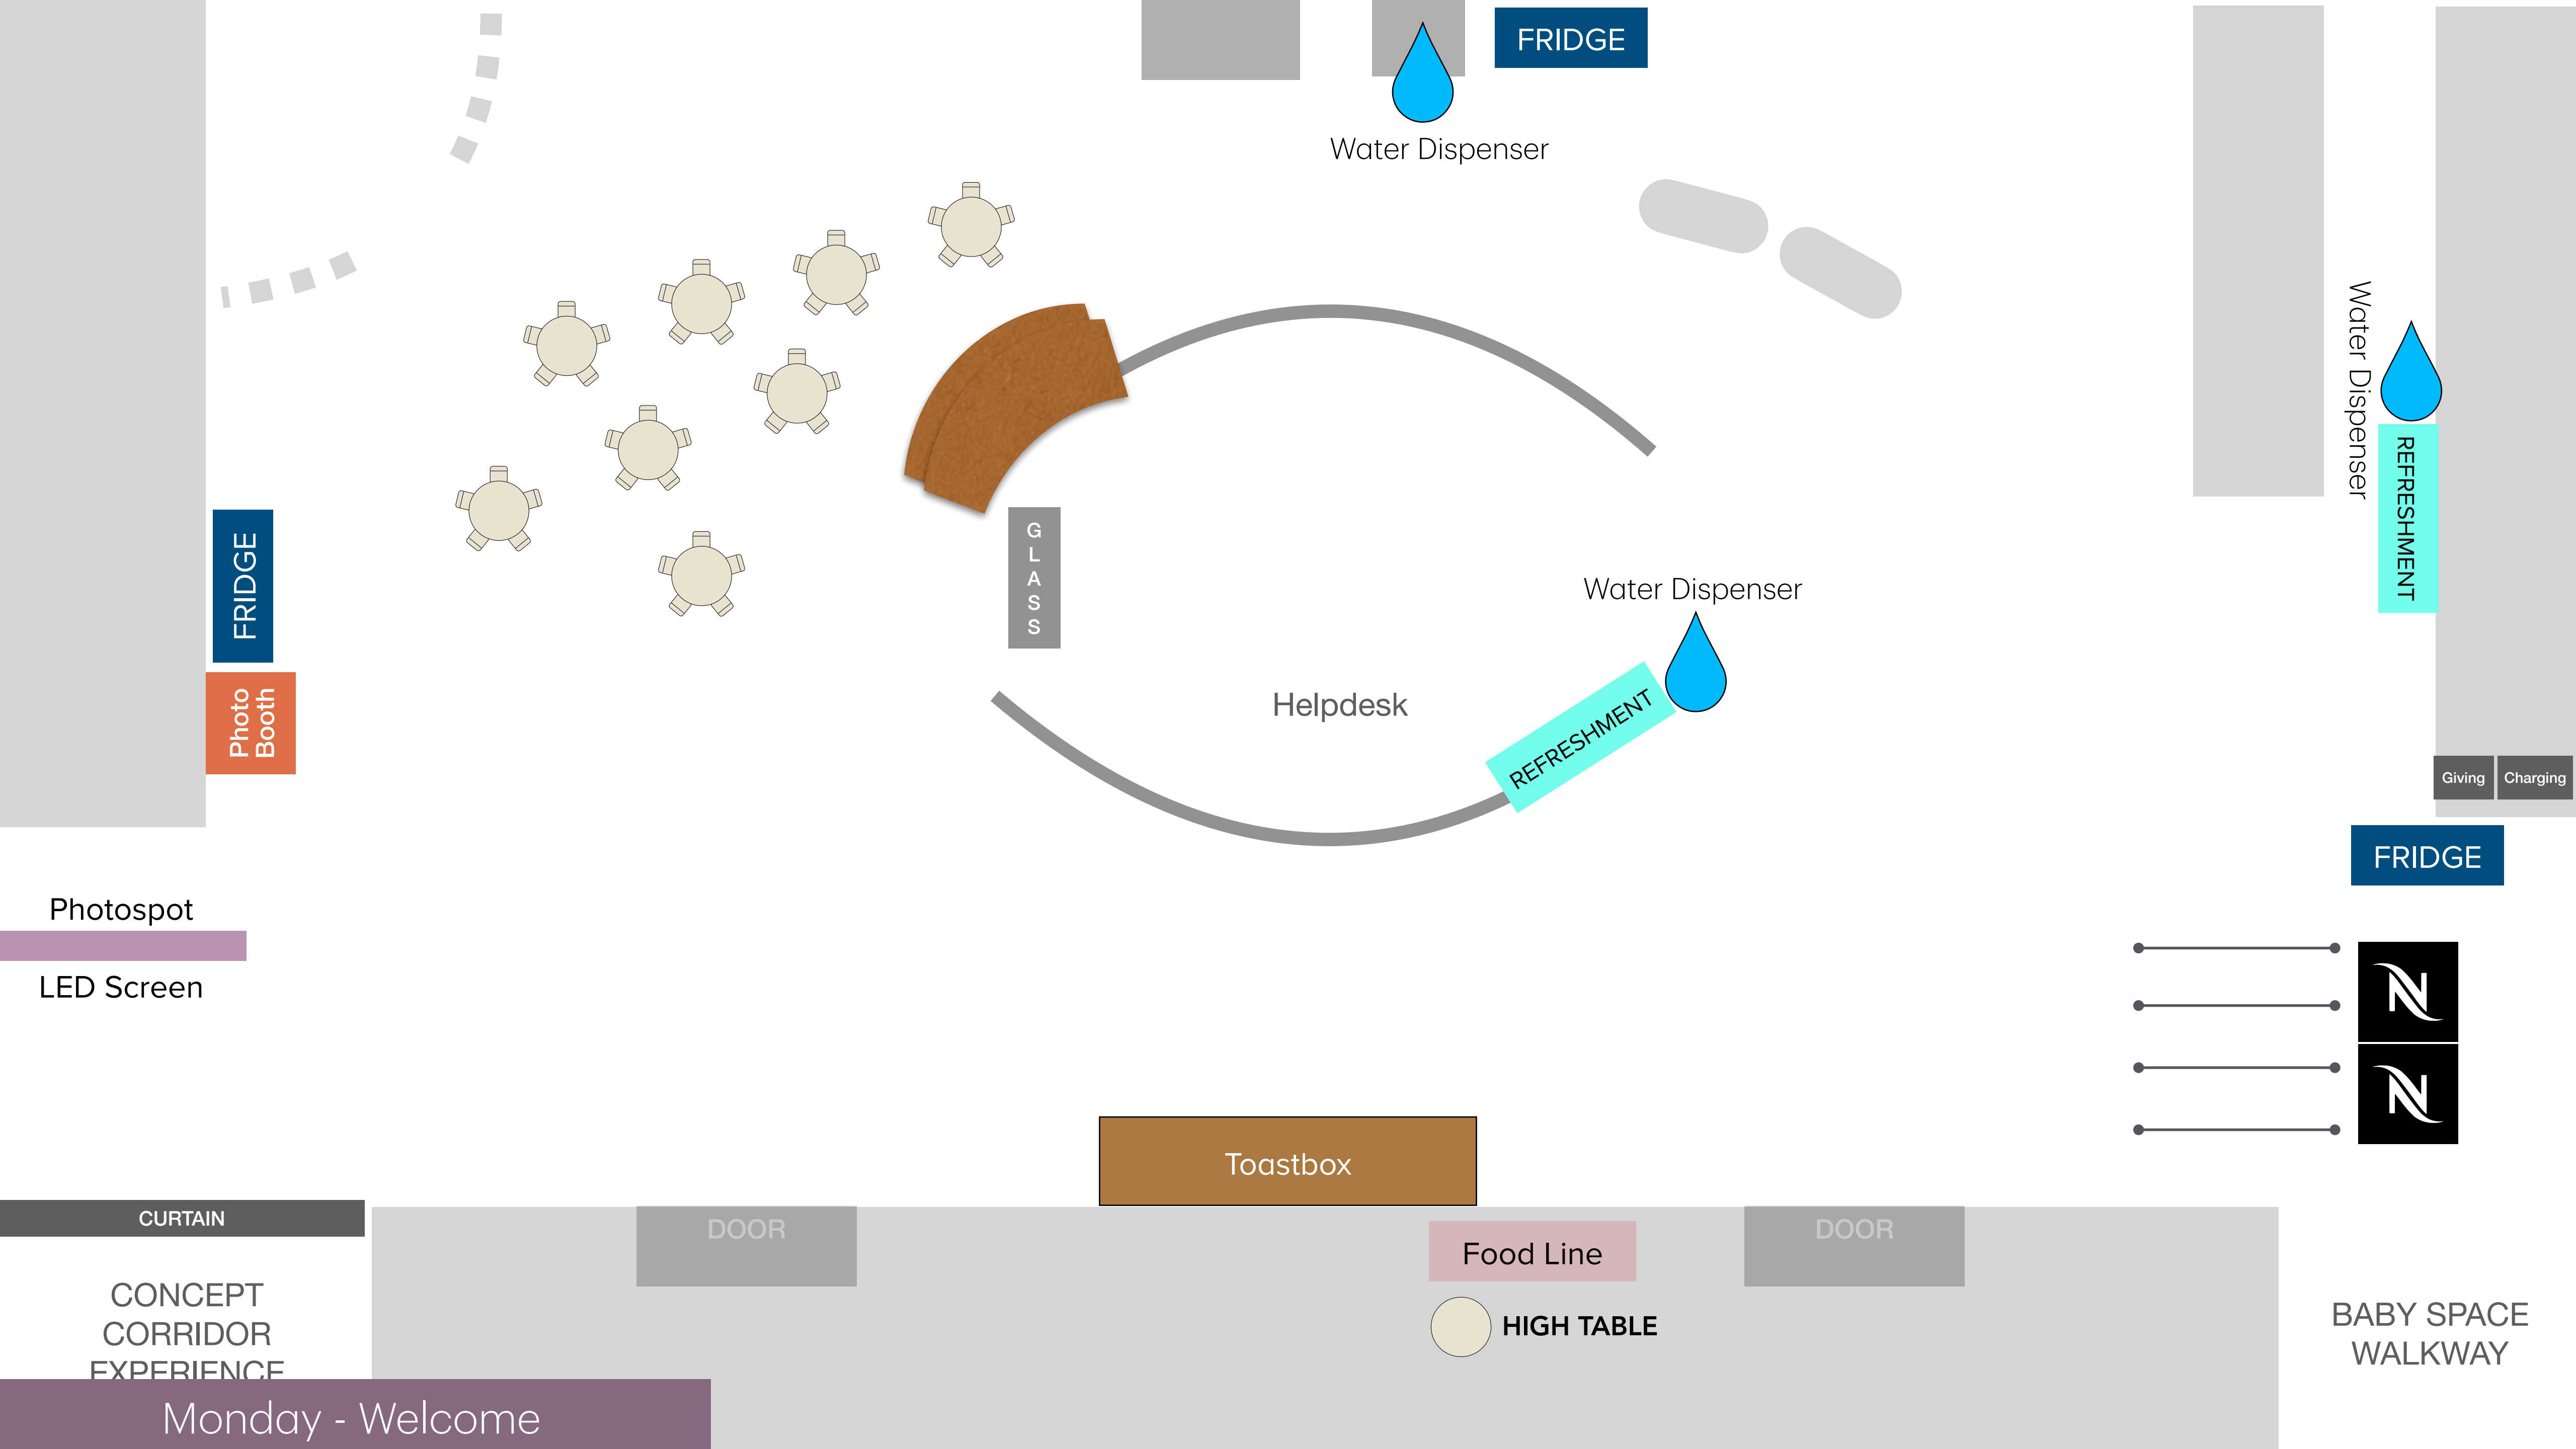 FRIDGE
Water Dispenser
Water Dispenser
REFRESHMENT
G
L
A
S
S
FRIDGE
Water Dispenser
Photo
Booth
Helpdesk
REFRESHMENT
Giving
Charging
FRIDGE
Photospot
LED Screen
N
N
Toastbox
CURTAIN
DOOR
DOOR
Food Line
HIGH TABLE
CONCEPT
CORRIDOR
EXPERIENCE
BABY SPACE
WALKWAY
Monday - Welcome